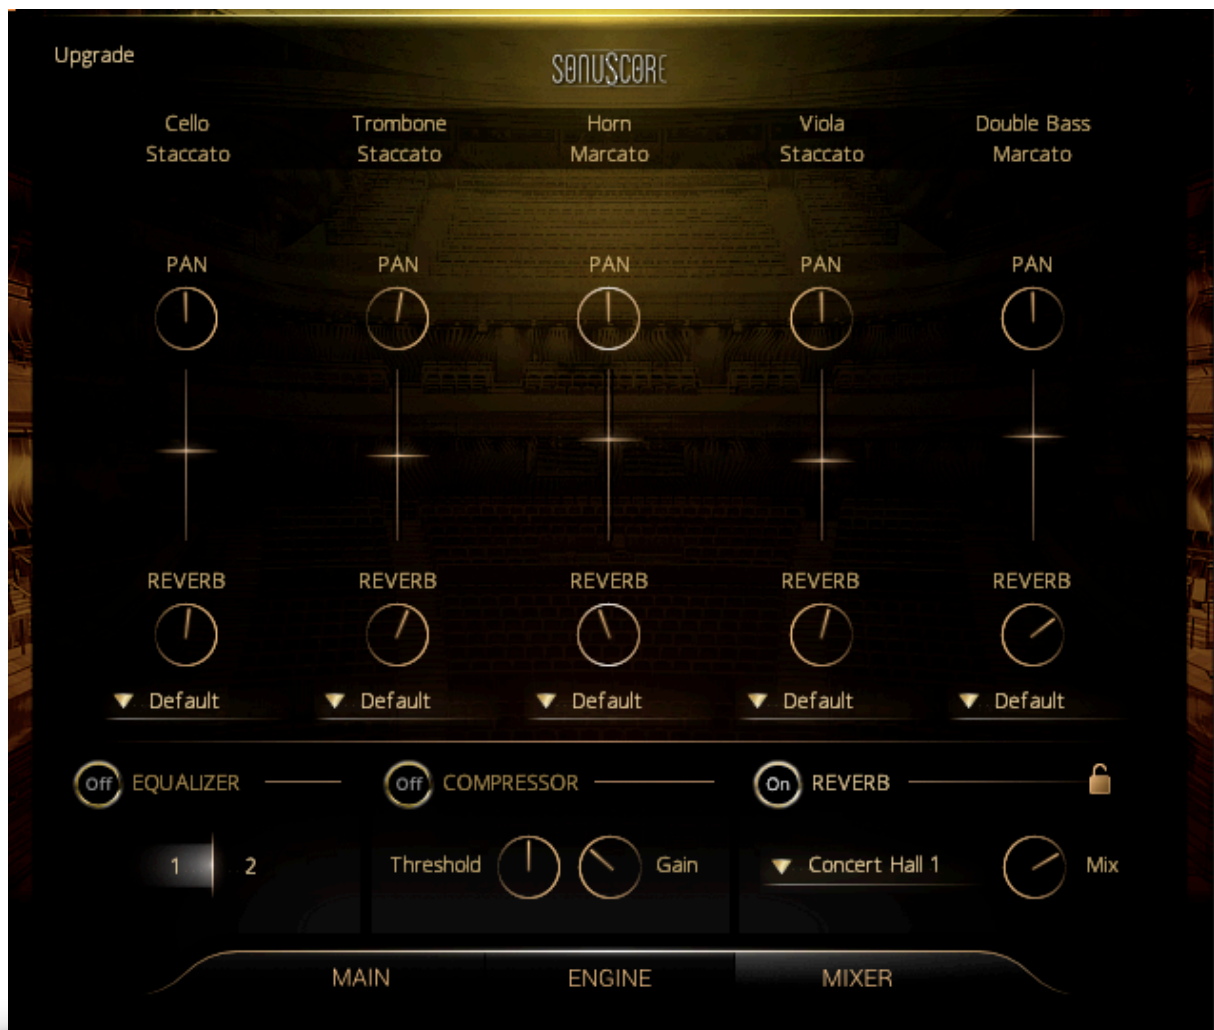 Upgrade
SONUSCORE
Cello
Staccato
Trombone
Staccato
Horn
Marcato
Viola
Staccato
Double Bass
Marcato
PAN PAN PAN PAN PAN
REVERB REVERB REVERB REVERB REVERB
Default Default Default Default Default
Off EQUALIZER Off COMPRESSOR On REVERB
1 2 Threshold Gain Concert Hall 1 Mix
MAIN ENGINE MIXER